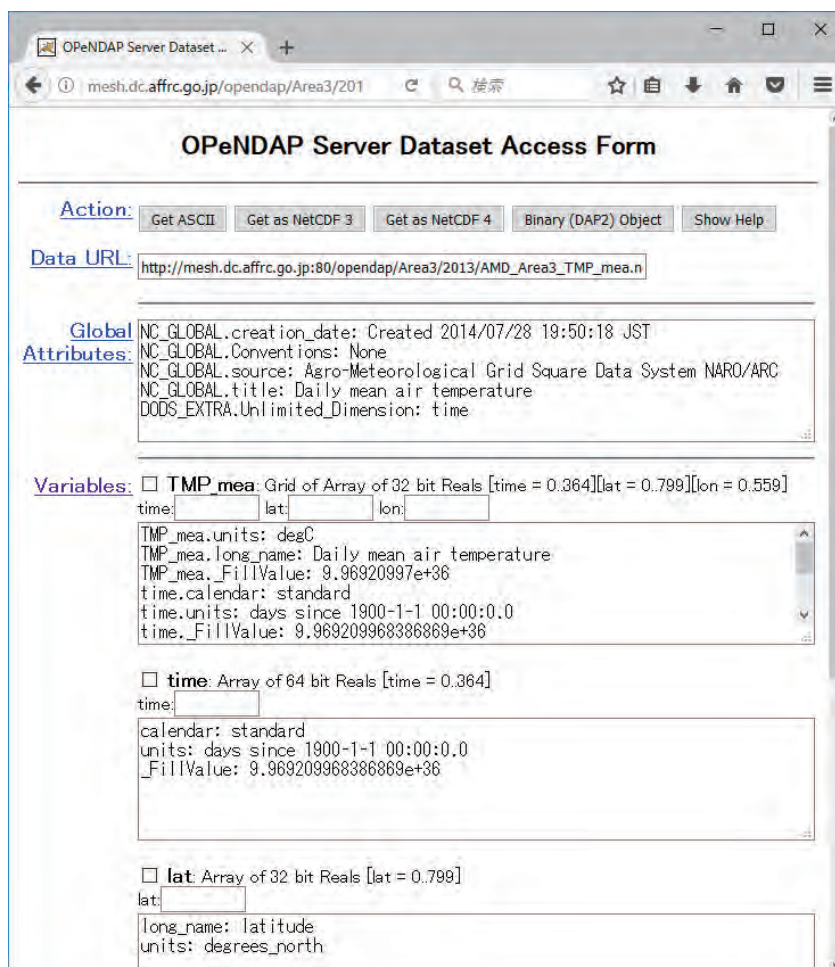 OPeNDAP Server Dataset ...
mesh.dc.affrc.go.jp/opendap/Area3/201
検索
OPeNDAP Server Dataset Access Form
Action:
Get ASCII Get as NetCDF 3 Get as NetCDF 4 Binary (DAP2) Object Show Help
Data URL:
http://mesh.dc.affrc.go.jp:80/opendap/Area3/2013/AMD_Area3_TMP_mea.n
Global Attributes:
NC_GLOBAL.creation_date: Created 2014/07/28 19:50:18 JST
NC_GLOBAL.Conventions: None
NC_GLOBAL.source: Agro-Meteorological Grid Square Data System NARO/ARC
NC_GLOBAL.title: Daily mean air temperature
DODS_EXTRA.Unlimited_Dimension: time
Variables:
TMP_mea: Grid of Array of 32 bit Reals [time = 0..364][lat = 0..799][lon = 0..559]
time: lat: lon:
TMP_mea.units: degC
TMP_mea.long_name: Daily mean air temperature
TMP_mea._FillValue: 9.96920997e+36
time.calendar: standard
time.units: days since 1900-1-1 00:00:0.0
time._FillValue: 9.969209968386869e+36
time: Array of 64 bit Reals [time = 0..364]
time:
calendar: standard
units: days since 1900-1-1 00:00:0.0
_FillValue: 9.969209968386869e+36
lat: Array of 32 bit Reals [lat = 0..799]
lat:
long_name: latitude
units: degrees_north